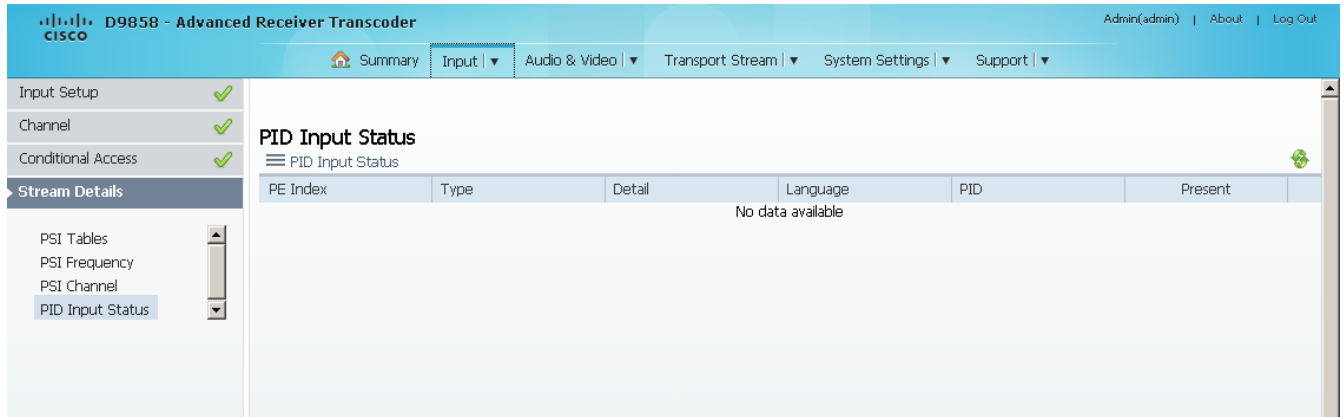 CISCO D9858 - Advanced Receiver Transcoder
Admin(admin) | About | Log Out
Summary Input | ▼ Audio & Video | ▼ Transport Stream | ▼ System Settings | ▼ Support | ▼
Input Setup
Channel
Conditional Access
Stream Details
PSI Tables
PSI Frequency
PSI Channel
PID Input Status
PID Input Status
PID Input Status
PE Index Type Detail Language PID Present
No data available